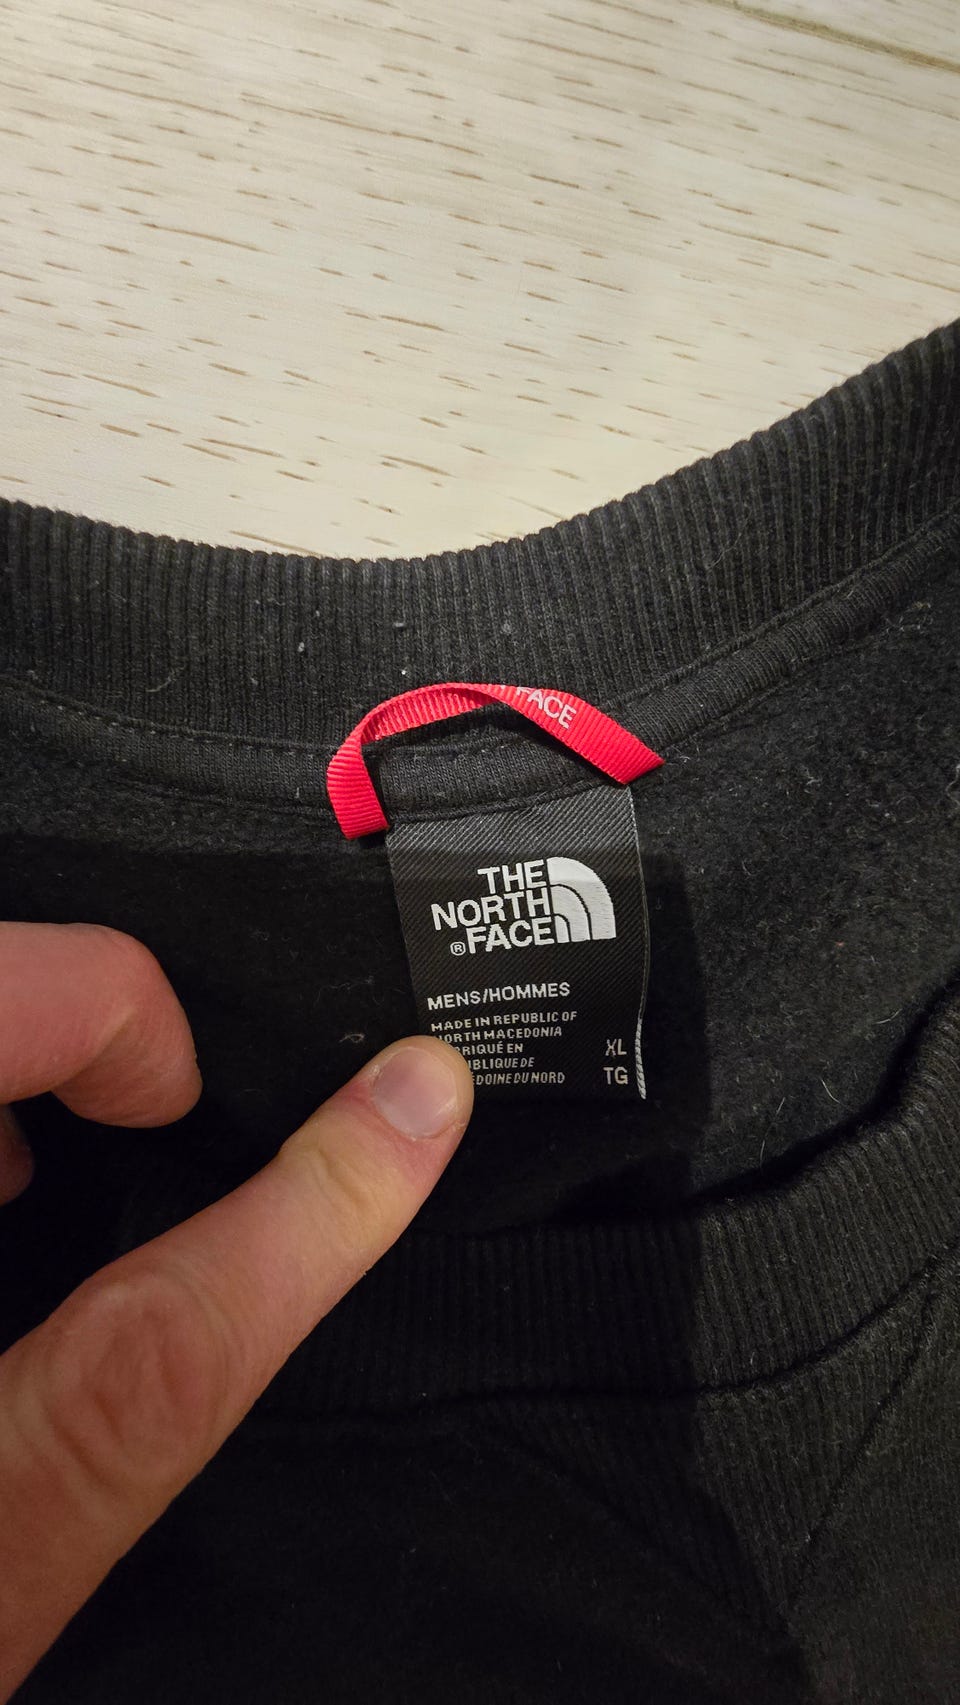 FACE
THE
NORTH
® FACE
MENS/HOMMES
MADE IN REPUBLIC OF
NORTH MACEDONIA
EN
DE
DU NORD
XL
TG